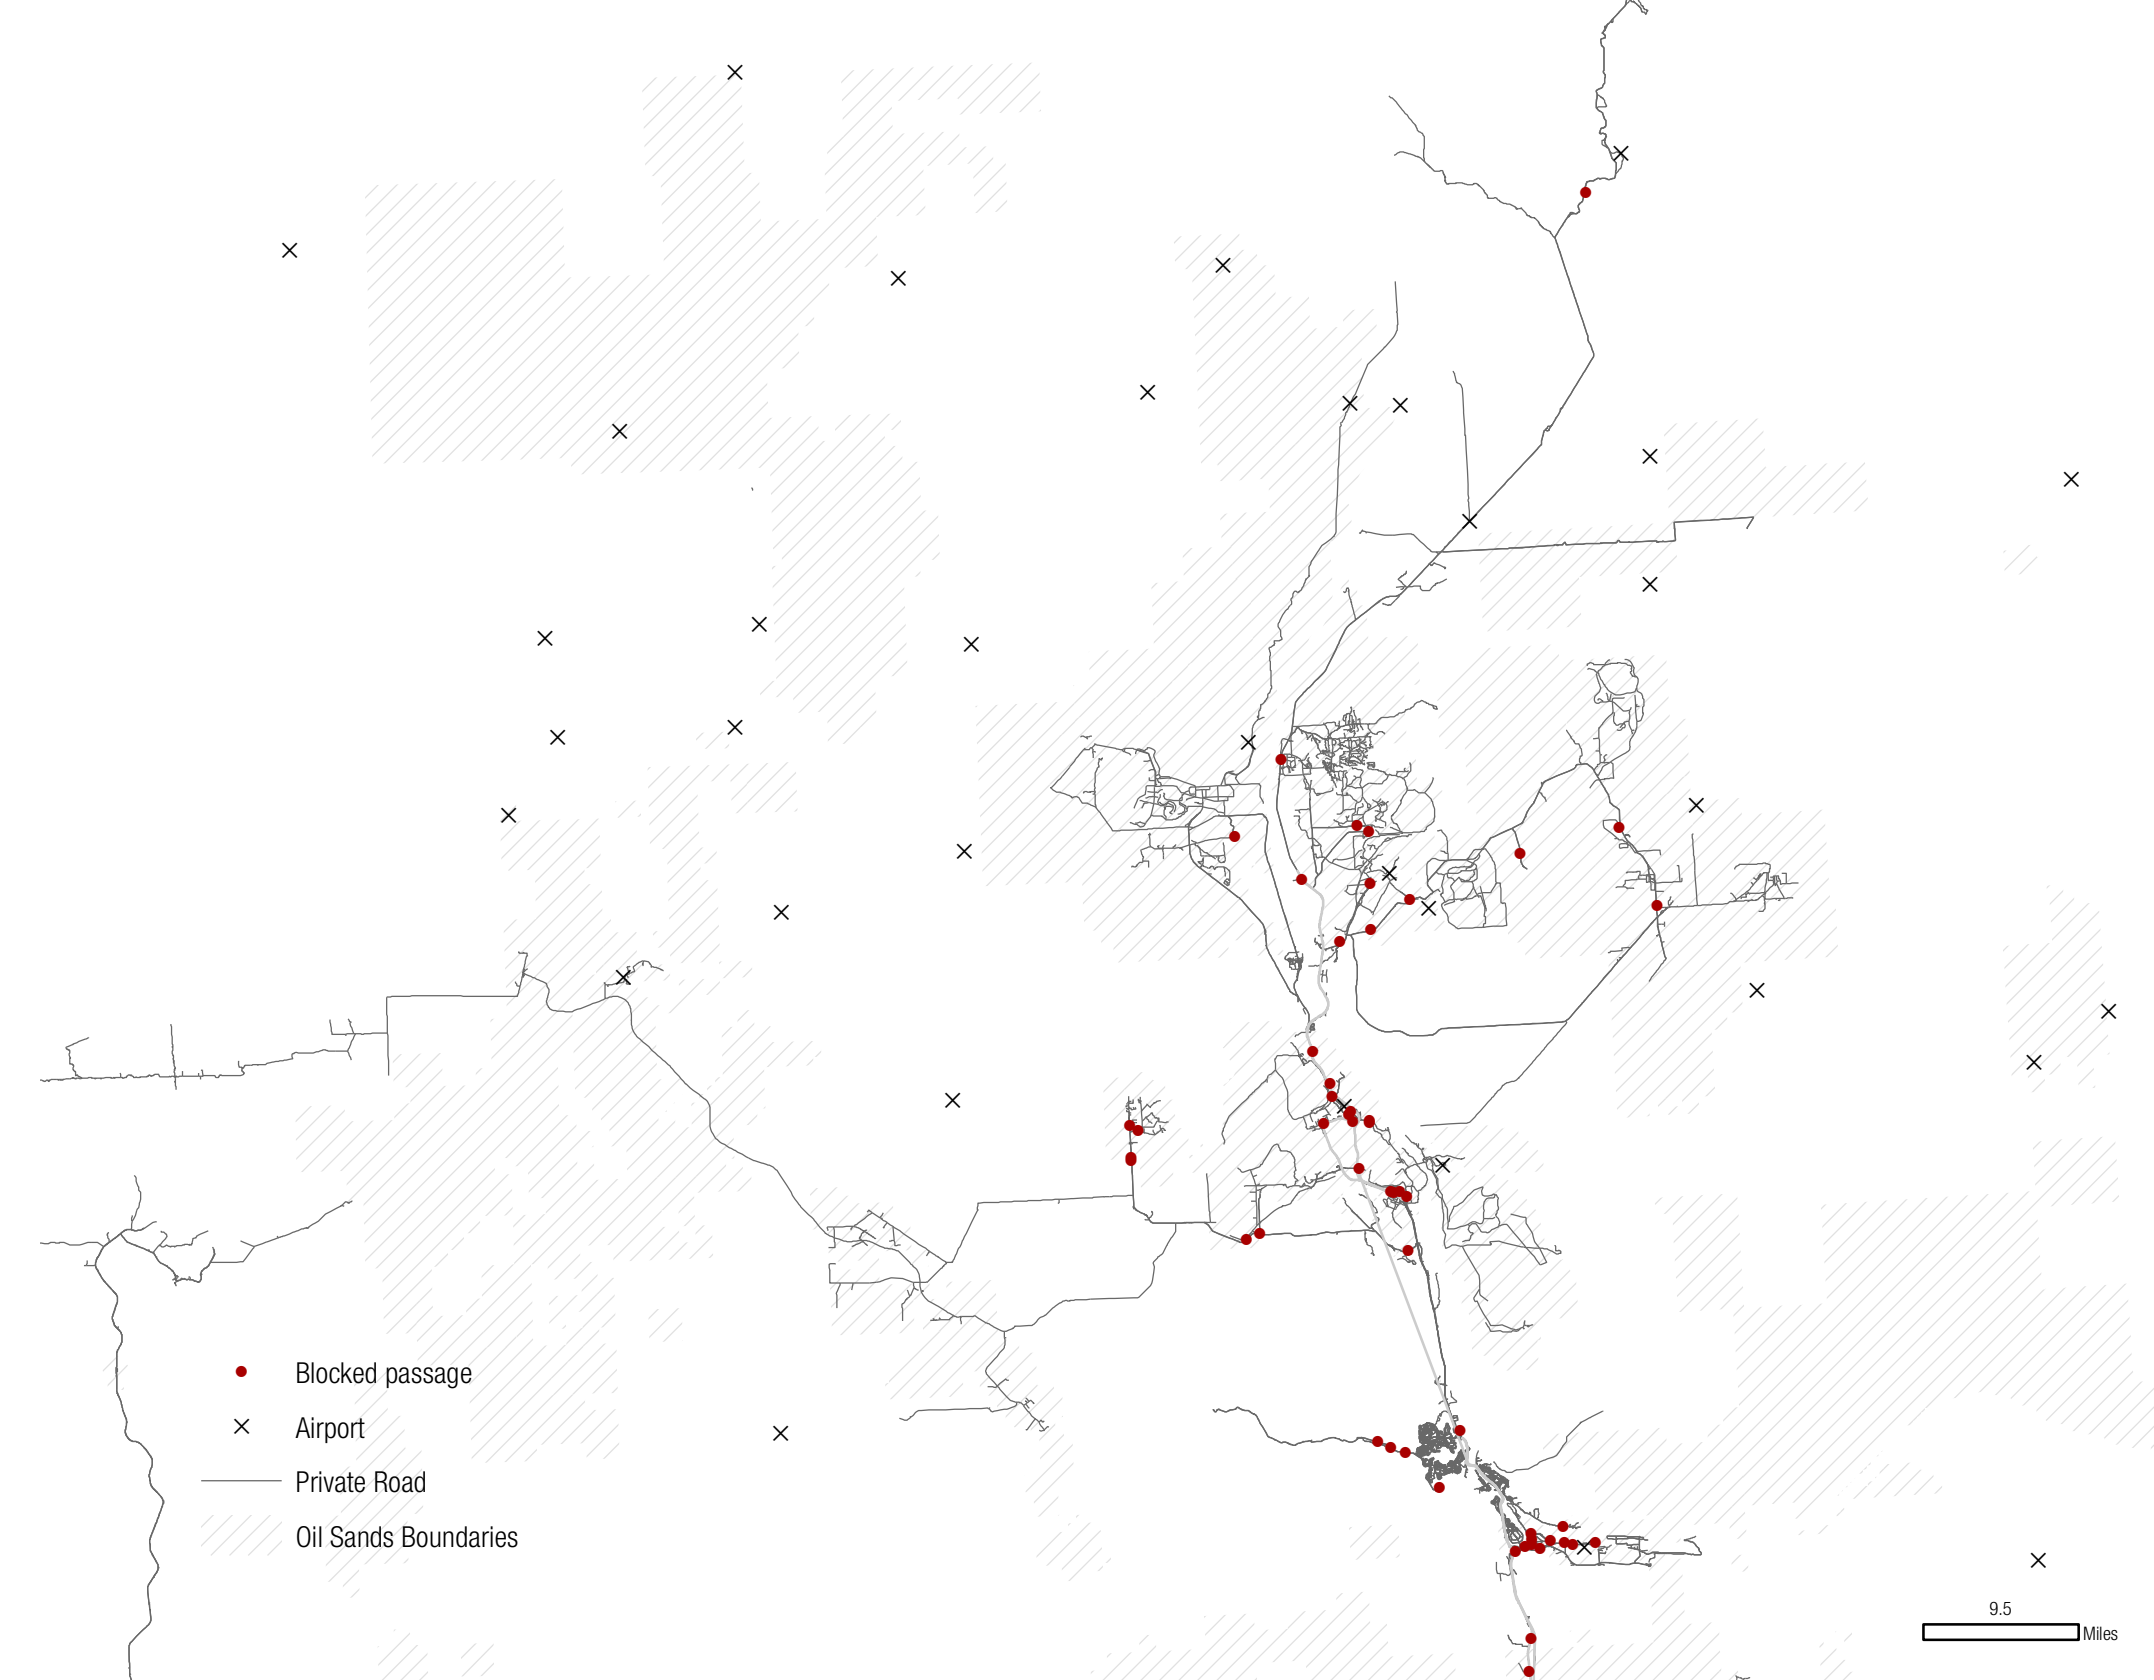 Blocked passage
Airport
Private Road
Oil Sands Boundaries
9.5
Miles